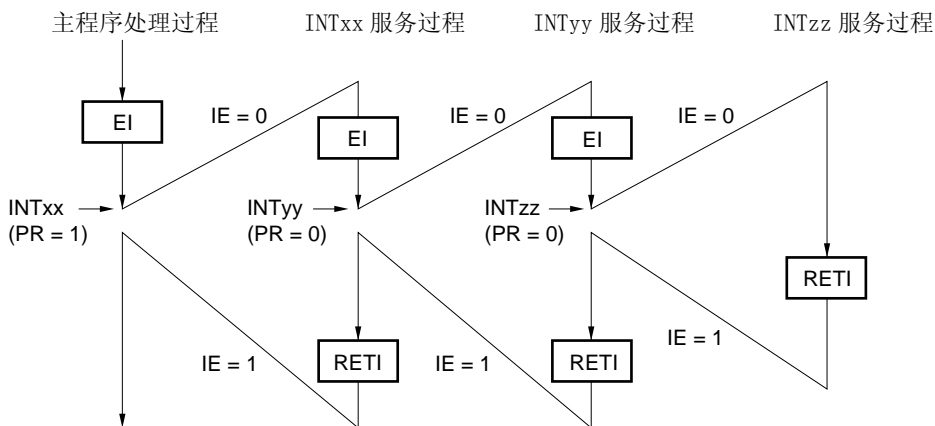 主程序处理过程 INTxx 服务过程 INTyy 服务过程 INTzz 服务过程
EI IE = 0 EI IE = 0 EI IE = 0
INTxx INTyy INTzz
(PR = 1) (PR = 0) (PR = 0)
RETI
IE = 1 RETI IE = 1 RETI IE = 1